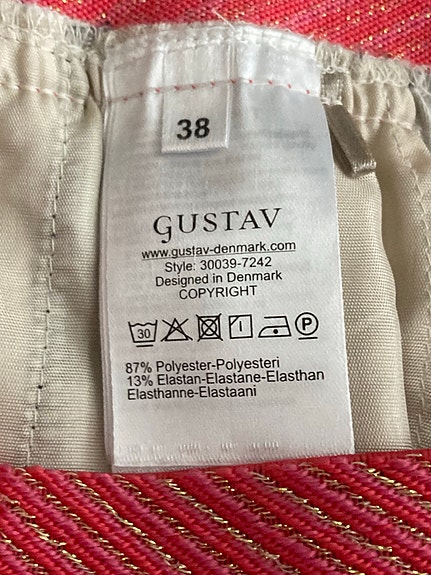 38
GUSTAV
www.gustav-denmark.com
Style: 30039-7242
Designed in Denmark
COPYRIGHT
30 P
87% Polyester-Polyesteri
13% Elastan-Elastane-Elasthan
Elasthanne-Elastaani